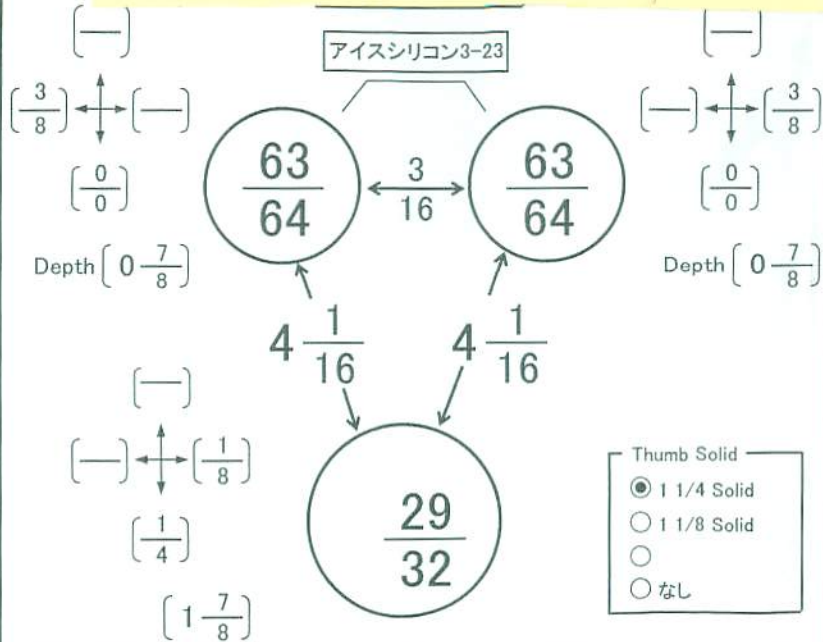 アイスシリコン3-23
(—)
(3/8) (—)
(0/0)
Depth (0 7/8)
63/64
3/16
63/64
(—)
(—) (3/8)
(0/0)
Depth (0 7/8)
4 1/16
4 1/16
(—)
(—) (1/8)
(1/4)
(1 7/8)
29/32
Thumb Solid
1 1/4 Solid
1 1/8 Solid
なし